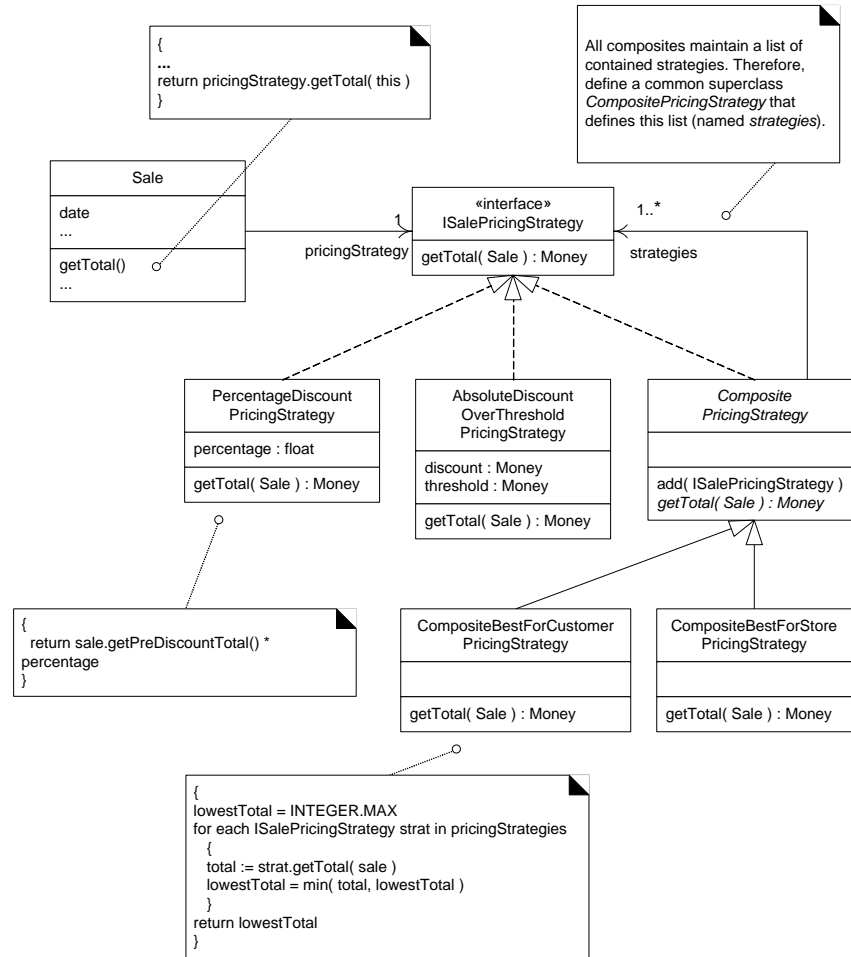 {
...
return pricingStrategy.getTotal( this )
}
All composites maintain a list of
contained strategies. Therefore,
define a common superclass
CompositePricingStrategy that
defines this list (named strategies).
Sale
date
...
getTotal()
...
1
pricingStrategy
«interface»
ISalePricingStrategy
getTotal( Sale ) : Money
1..*
strategies
PercentageDiscount
PricingStrategy
percentage : float
getTotal( Sale ) : Money
AbsoluteDiscount
OverThreshold
PricingStrategy
discount : Money
threshold : Money
getTotal( Sale ) : Money
Composite
PricingStrategy
add( ISalePricingStrategy )
getTotal( Sale ) : Money
{
return sale.getPreDiscountTotal() *
percentage
}
CompositeBestForCustomer
PricingStrategy
getTotal( Sale ) : Money
CompositeBestForStore
PricingStrategy
getTotal( Sale ) : Money
{
lowestTotal = INTEGER.MAX
for each ISalePricingStrategy strat in pricingStrategies
{
total := strat.getTotal( sale )
lowestTotal = min( total, lowestTotal )
}
return lowestTotal
}